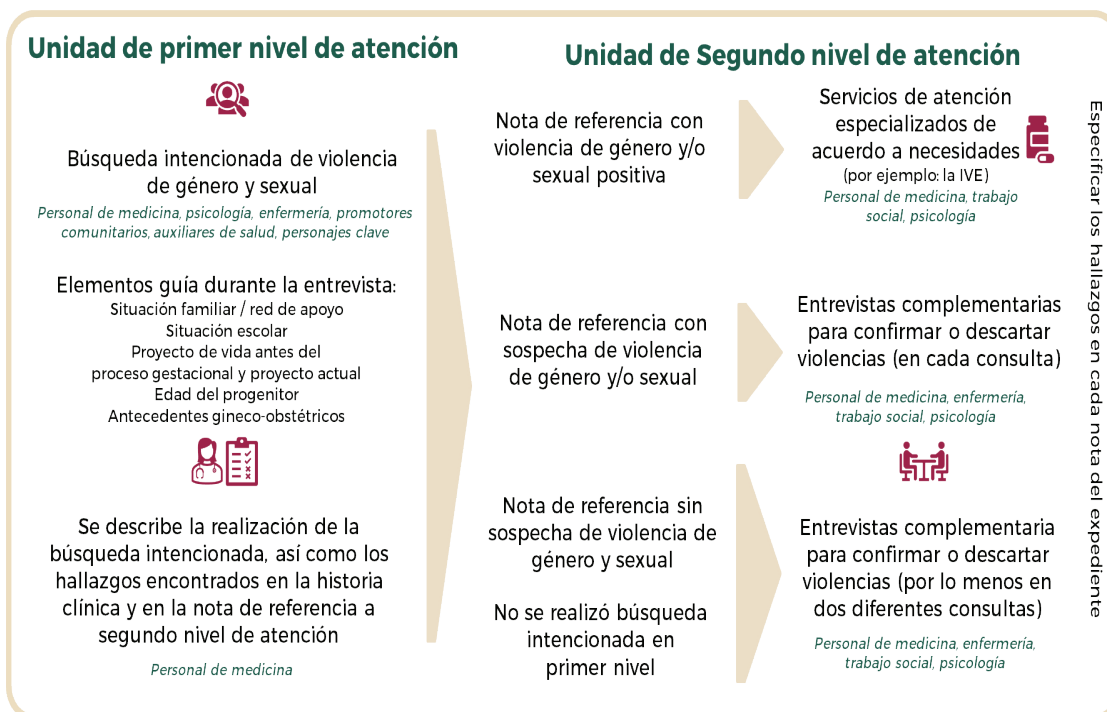 Unidad de primer nivel de atención
Búsqueda intencionada de violencia
de género y sexual
Personal de medicina, psicología, enfermería, promotores
comunitarios, auxiliares de salud, personajes clave
Elementos guía durante la entrevista:
Situación familiar / red de apoyo
Situación escolar
Proyecto de vida antes del
proceso gestacional y proyecto actual
Edad del progenitor
Antecedentes gineco-obstétricos
Se describe la realización de la
búsqueda intencionada, así como los
hallazgos encontrados en la historia
clínica y en la nota de referencia a
segundo nivel de atención
Personal de medicina
Unidad de Segundo nivel de atención
Nota de referencia con
violencia de género y/o
sexual positiva
Servicios de atención
especializados de
acuerdo a necesidades
(por ejemplo: la IVE)
Personal de medicina, trabajo
social, psicología
Nota de referencia con
sospecha de violencia
de género y/o sexual
Entrevistas complementarias
para confirmar o descartar
violencias (en cada consulta)
Personal de medicina, enfermería,
trabajo social, psicología
Nota de referencia sin
sospecha de violencia de
género y sexual
No se realizó búsqueda
intencionada en
primer nivel
Entrevistas complementaria
para confirmar o descartar
violencias (por lo menos en
dos diferentes consultas)
Personal de medicina, enfermería,
trabajo social, psicología
Especificar los hallazgos en cada nota del expediente